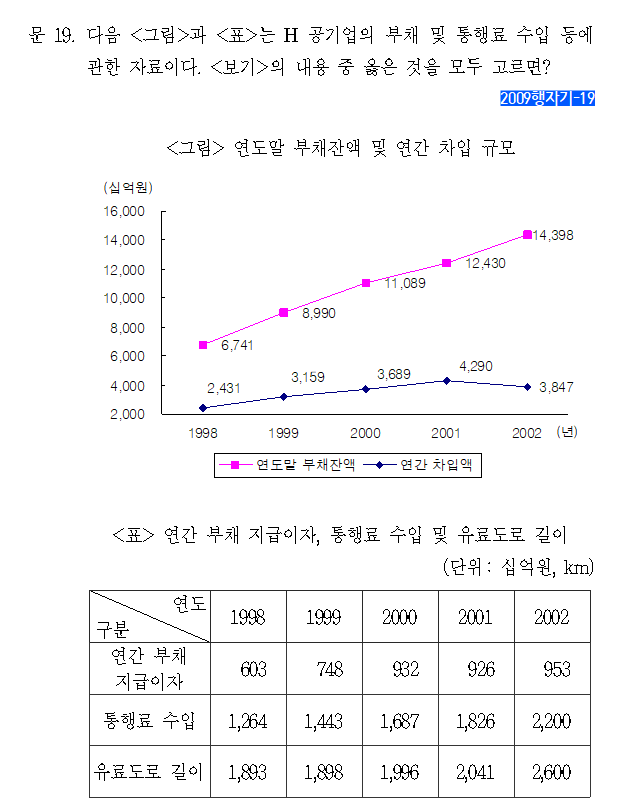 문 19. 다음 <그림>과 <표>는 H 공기업의 부채 및 통행료 수입 등에
관한 자료이다. <보기>의 내용 중 옳은 것을 모두 고르면?
2009행자기-19
<그림> 연도말 부채잔액 및 연간 차입 규모
(십억원)
16,000
14,000
12,000
10,000
8,000
6,000
4,000
2,000
6,741
8,990
11,089
12,430
14,398
2,431
3,159
3,689
4,290
3,847
1998 1999 2000 2001 2002 (년)
연도말 부채잔액 연간 차입액
<표> 연간 부채 지급이자, 통행료 수입 및 유료도로 길이
(단위 : 십억원, km)
연도
구분
1998 1999 2000 2001 2002
연간 부채
지급이자
603 748 932 926 953
통행료 수입 1,264 1,443 1,687 1,826 2,200
유료도로 길이 1,893 1,898 1,996 2,041 2,600